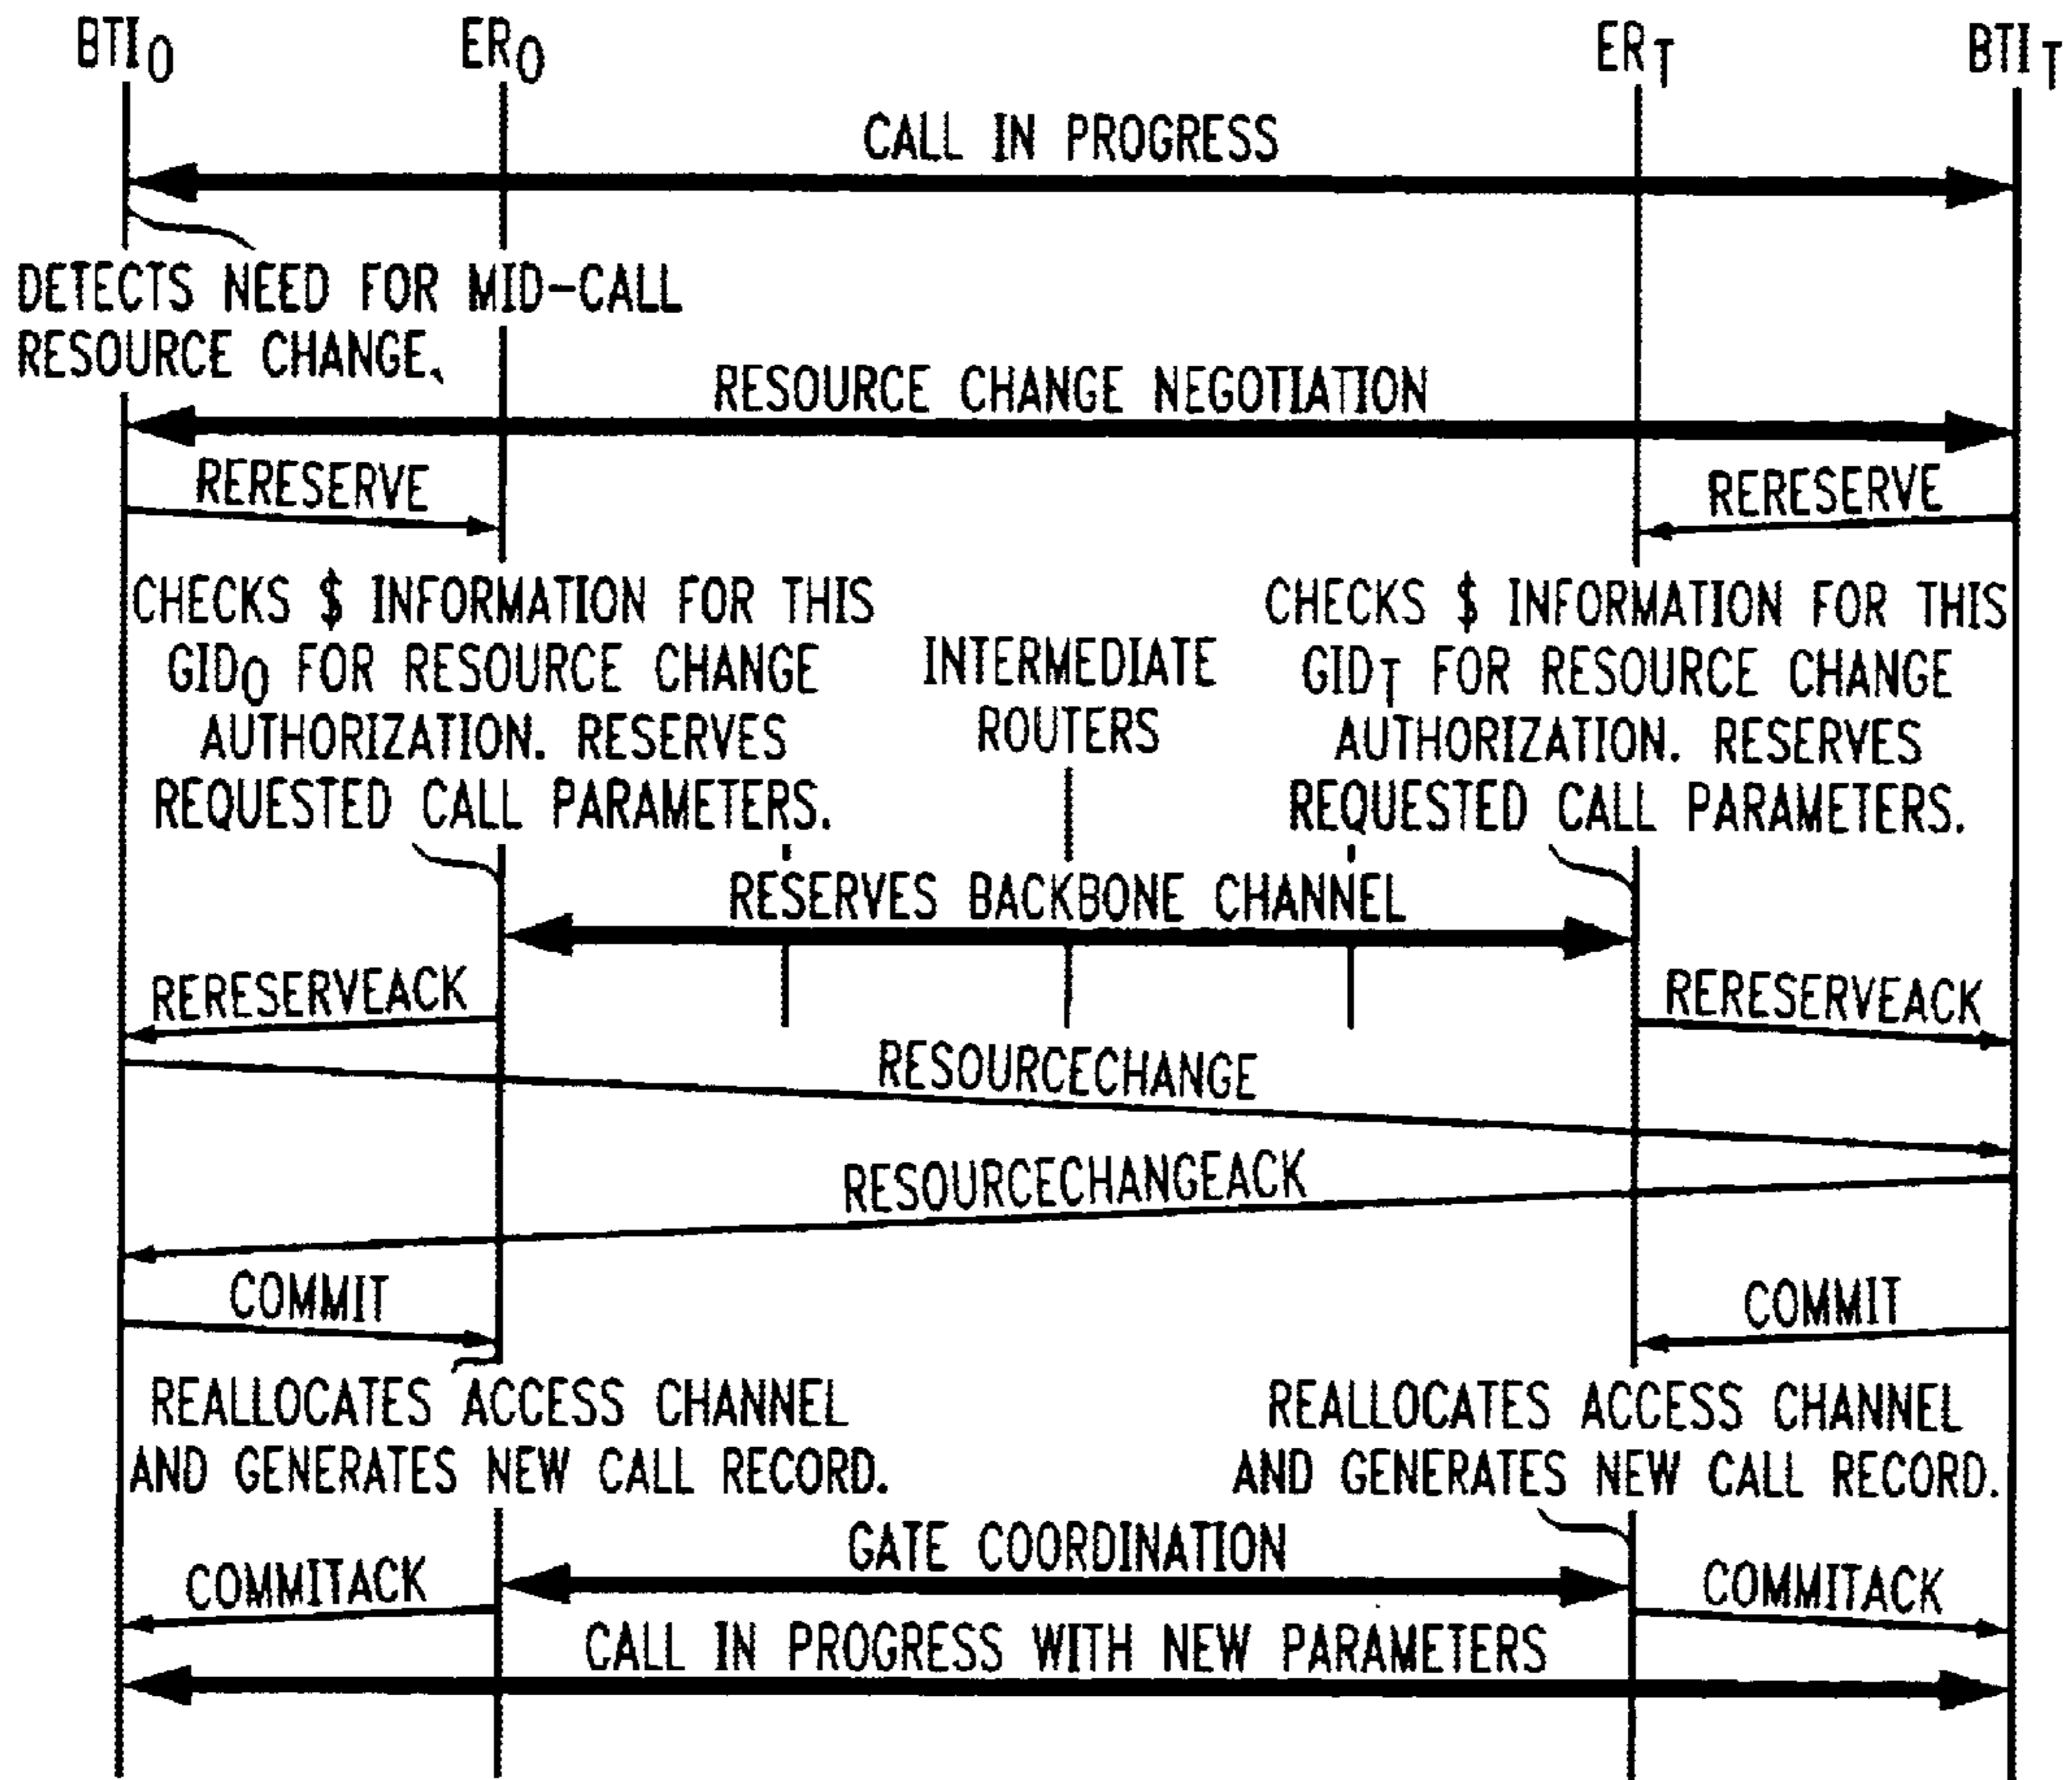 BTIO ERO ERT BTIT
CALL IN PROGRESS
DETECTS NEED FOR MID-CALL
RESOURCE CHANGE.
RESOURCE CHANGE NEGOTIATION
RERESERVE RERESERVE
CHECKS $ INFORMATION FOR THIS
GIDO FOR RESOURCE CHANGE
AUTHORIZATION. RESERVES
REQUESTED CALL PARAMETERS.
INTERMEDIATE
ROUTERS
CHECKS $ INFORMATION FOR THIS
GIDT FOR RESOURCE CHANGE
AUTHORIZATION. RESERVES
REQUESTED CALL PARAMETERS.
RESERVES BACKBONE CHANNEL
RERESERVEACK RERESERVEACK
RESOURCECHANGE
RESOURCECHANGEACK
COMMIT COMMIT
REALLOCATES ACCESS CHANNEL
AND GENERATES NEW CALL RECORD.
REALLOCATES ACCESS CHANNEL
AND GENERATES NEW CALL RECORD.
GATE COORDINATION
COMMITACK COMMITACK
CALL IN PROGRESS WITH NEW PARAMETERS